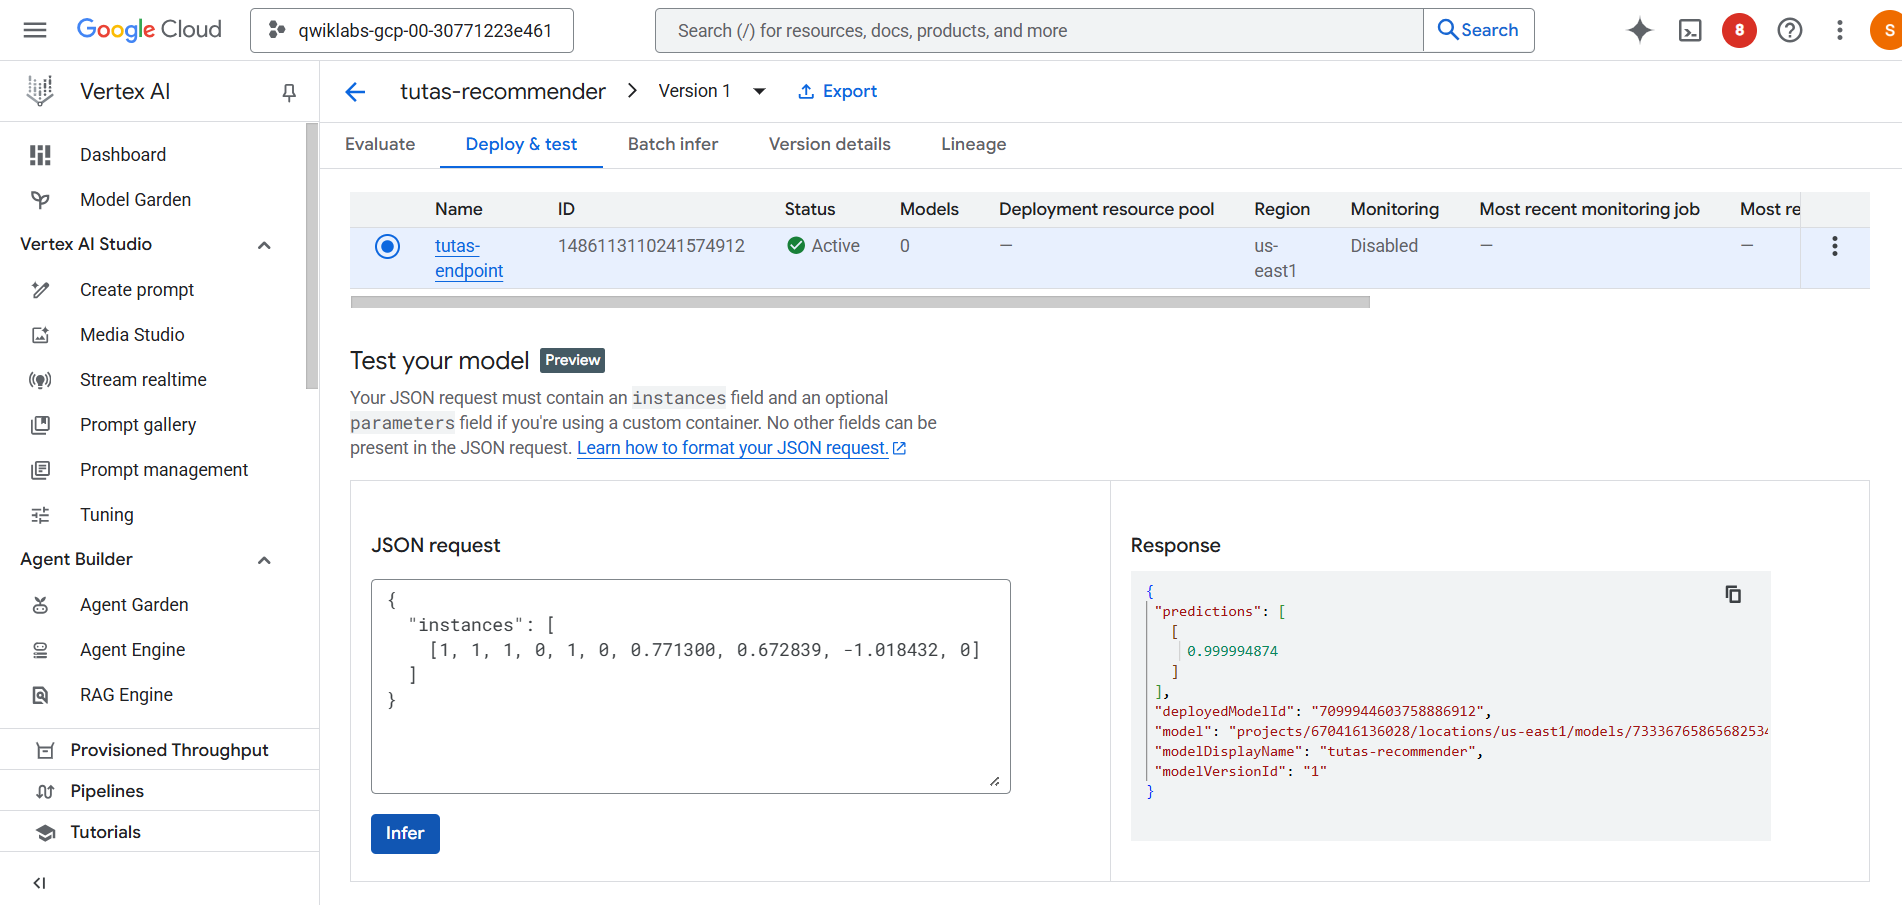 Google Cloud
qwiklabs-gcp-00-30771223e461
Search (/) for resources, docs, products, and more
Search
8
S
Vertex AI
tutas-recommender
Version 1
Export
Evaluate
Deploy & test
Batch infer
Version details
Lineage
Dashboard
Model Garden
Vertex AI Studio
Create prompt
Media Studio
Stream realtime
Prompt gallery
Prompt management
Tuning
Agent Builder
Agent Garden
Agent Engine
RAG Engine
Provisioned Throughput
Pipelines
Tutorials
Name ID Status Models Deployment resource pool Region Monitoring Most recent monitoring job Most re
tutas- 1486113110241574912 Active 0 — us- Disabled — —
endpoint east1
Test your model Preview
Your JSON request must contain an instances field and an optional
parameters field if you're using a custom container. No other fields can be
present in the JSON request. Learn how to format your JSON request.
JSON request
{
"instances": [
[1, 1, 1, 0, 1, 0, 0.771300, 0.672839, -1.018432, 0]
]
}
Infer
Response
{
"predictions": [
[
0.999994874
]
],
"deployedModelId": "7099944603758886912",
"model": "projects/670416136028/locations/us-east1/models/73336765865682534
"modelDisplayName": "tutas-recommender",
"modelVersionId": "1"
}